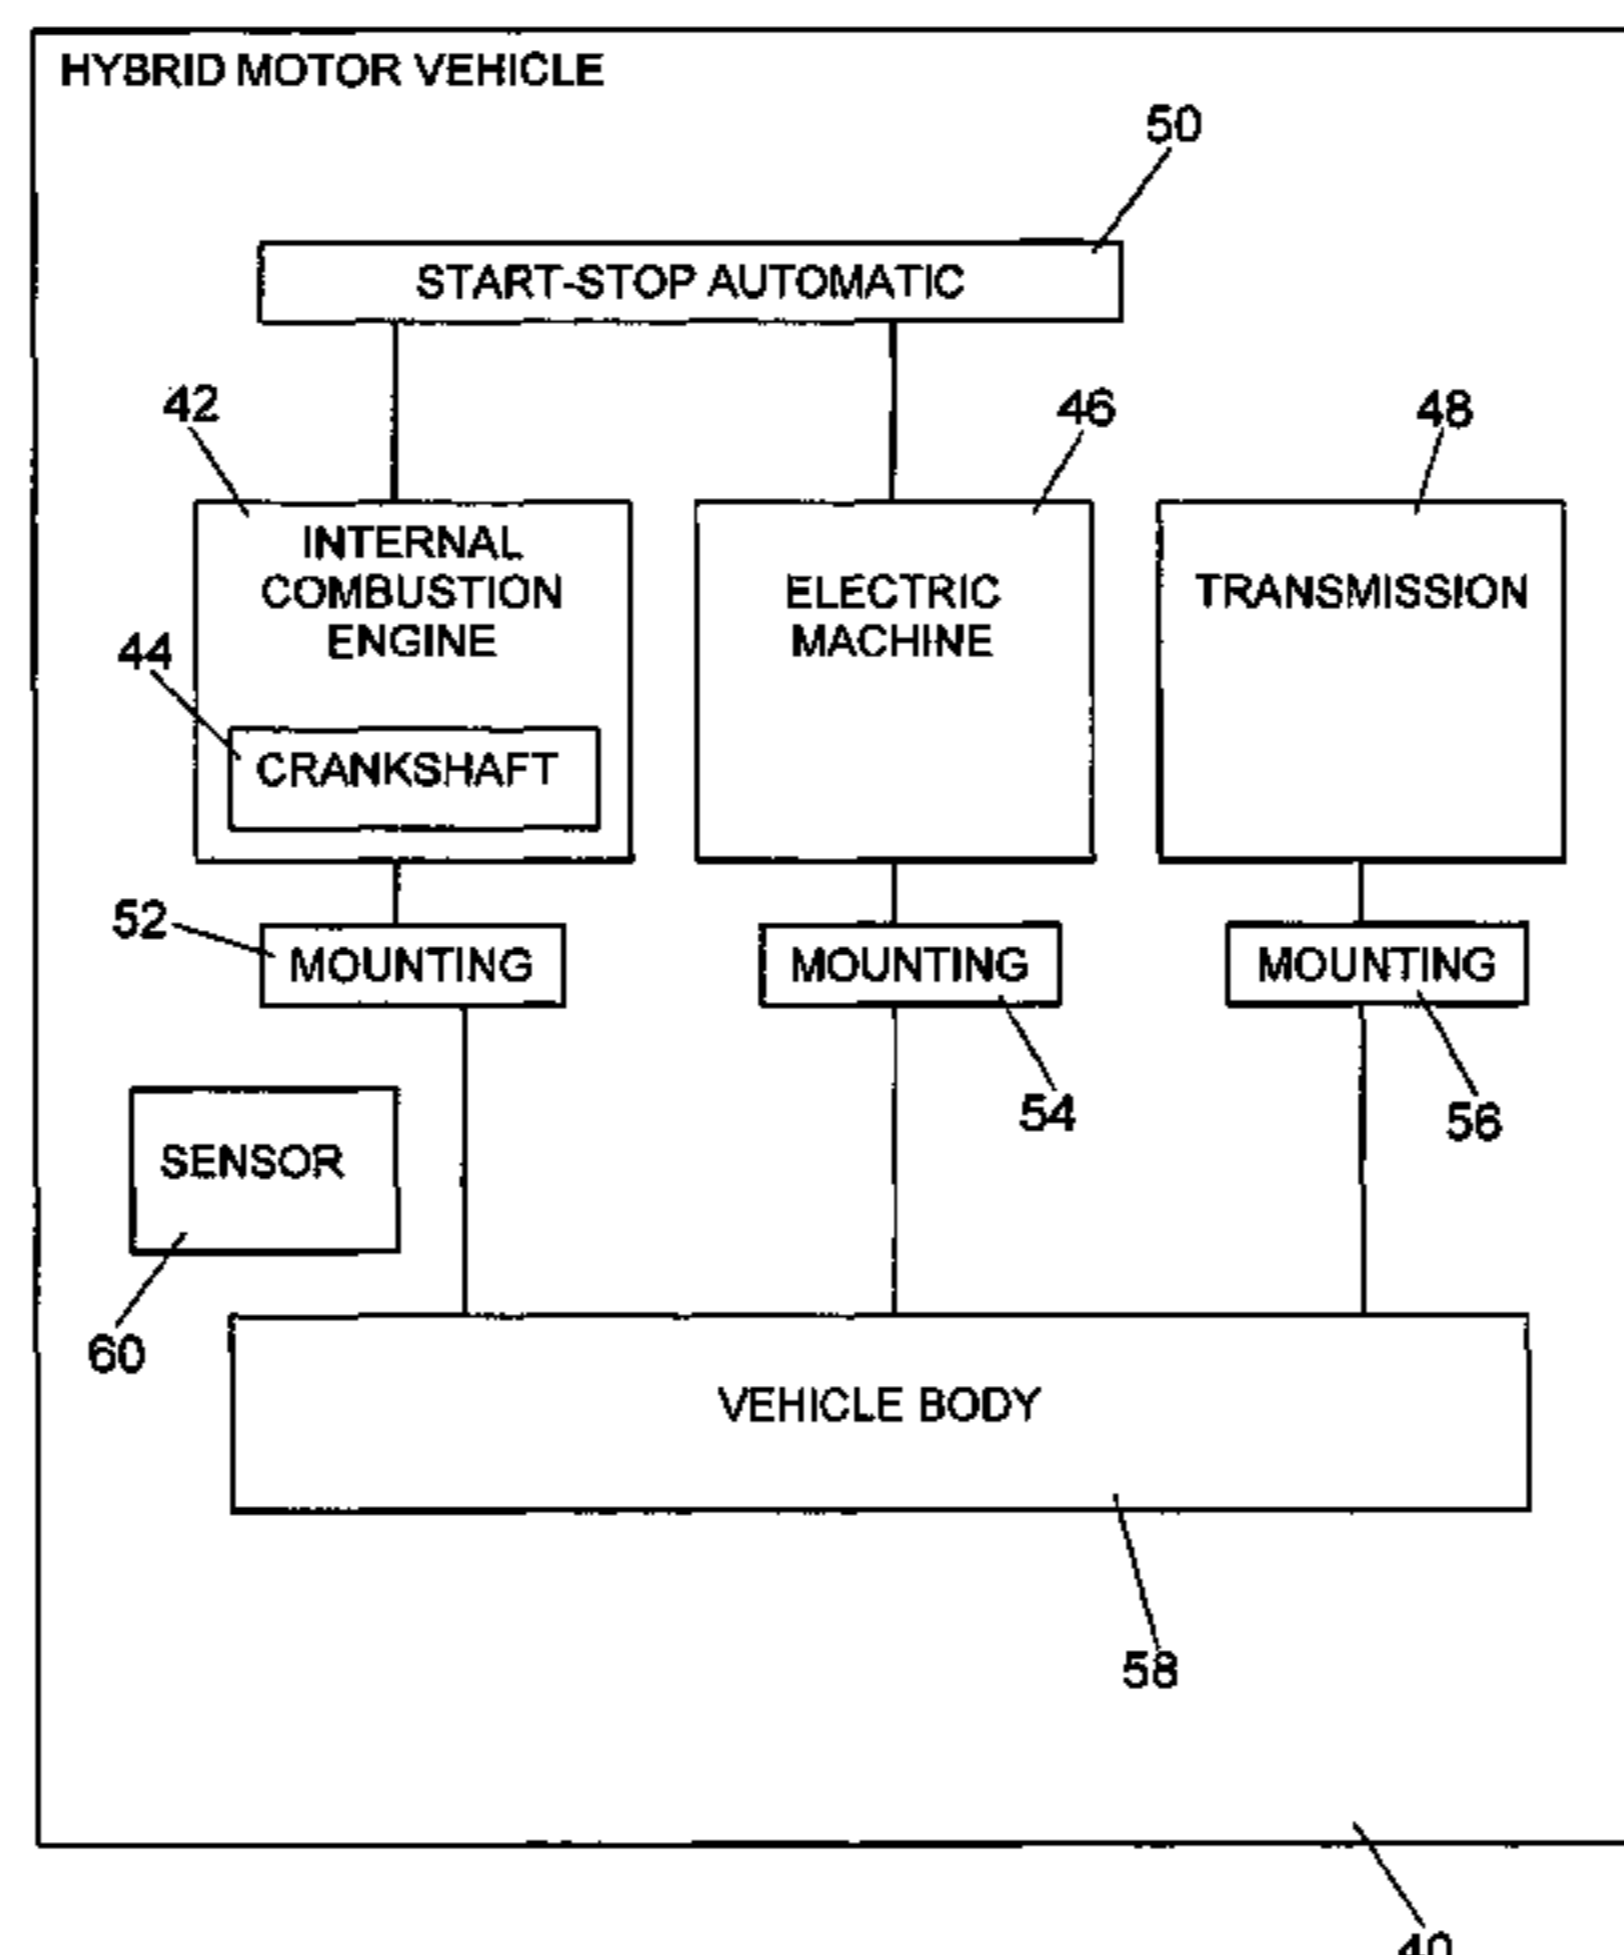 HYBRID MOTOR VEHICLE
50
START-STOP AUTOMATIC
42
46
48
INTERNAL
COMBUSTION
ENGINE
ELECTRIC
MACHINE
TRANSMISSION
44
CRANKSHAFT
52
MOUNTING
MOUNTING
MOUNTING
54
56
SENSOR
60
VEHICLE BODY
58
40